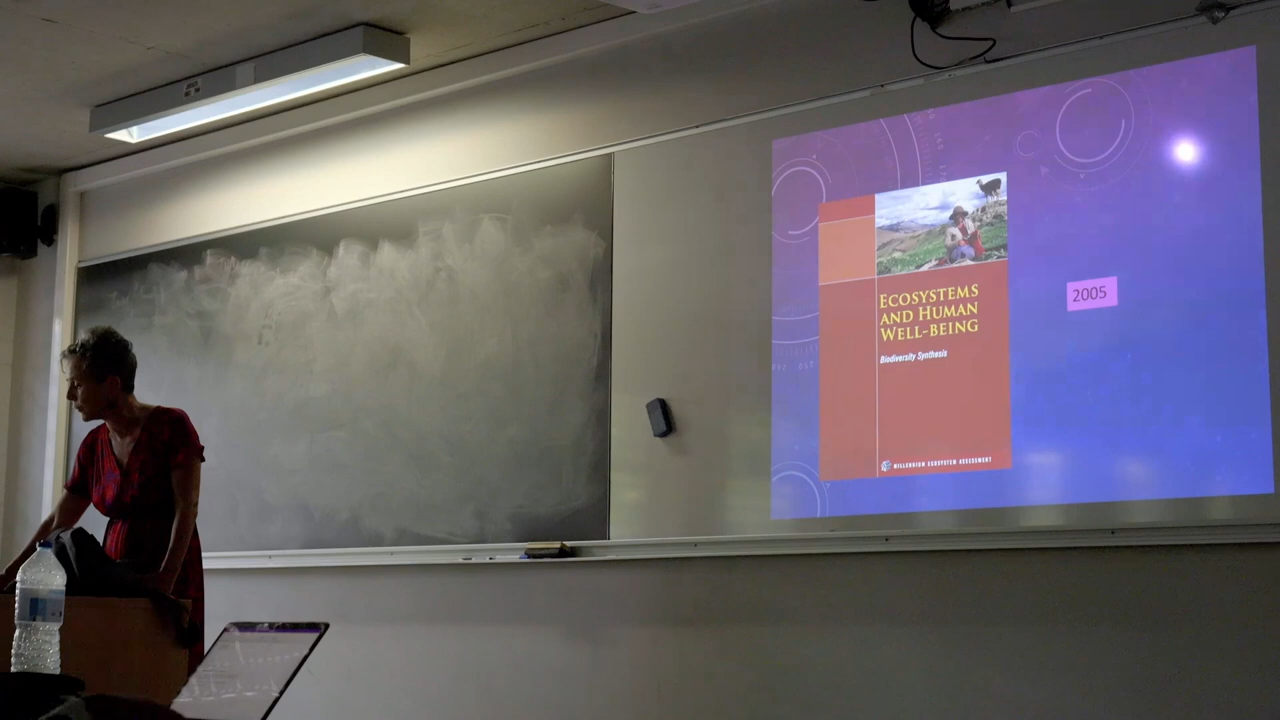 ECOSYSTEMS
AND HUMAN
WELL-BEING
Biodiversity Synthesis
MILLENNIUM ECOSYSTEM ASSESSMENT
2005